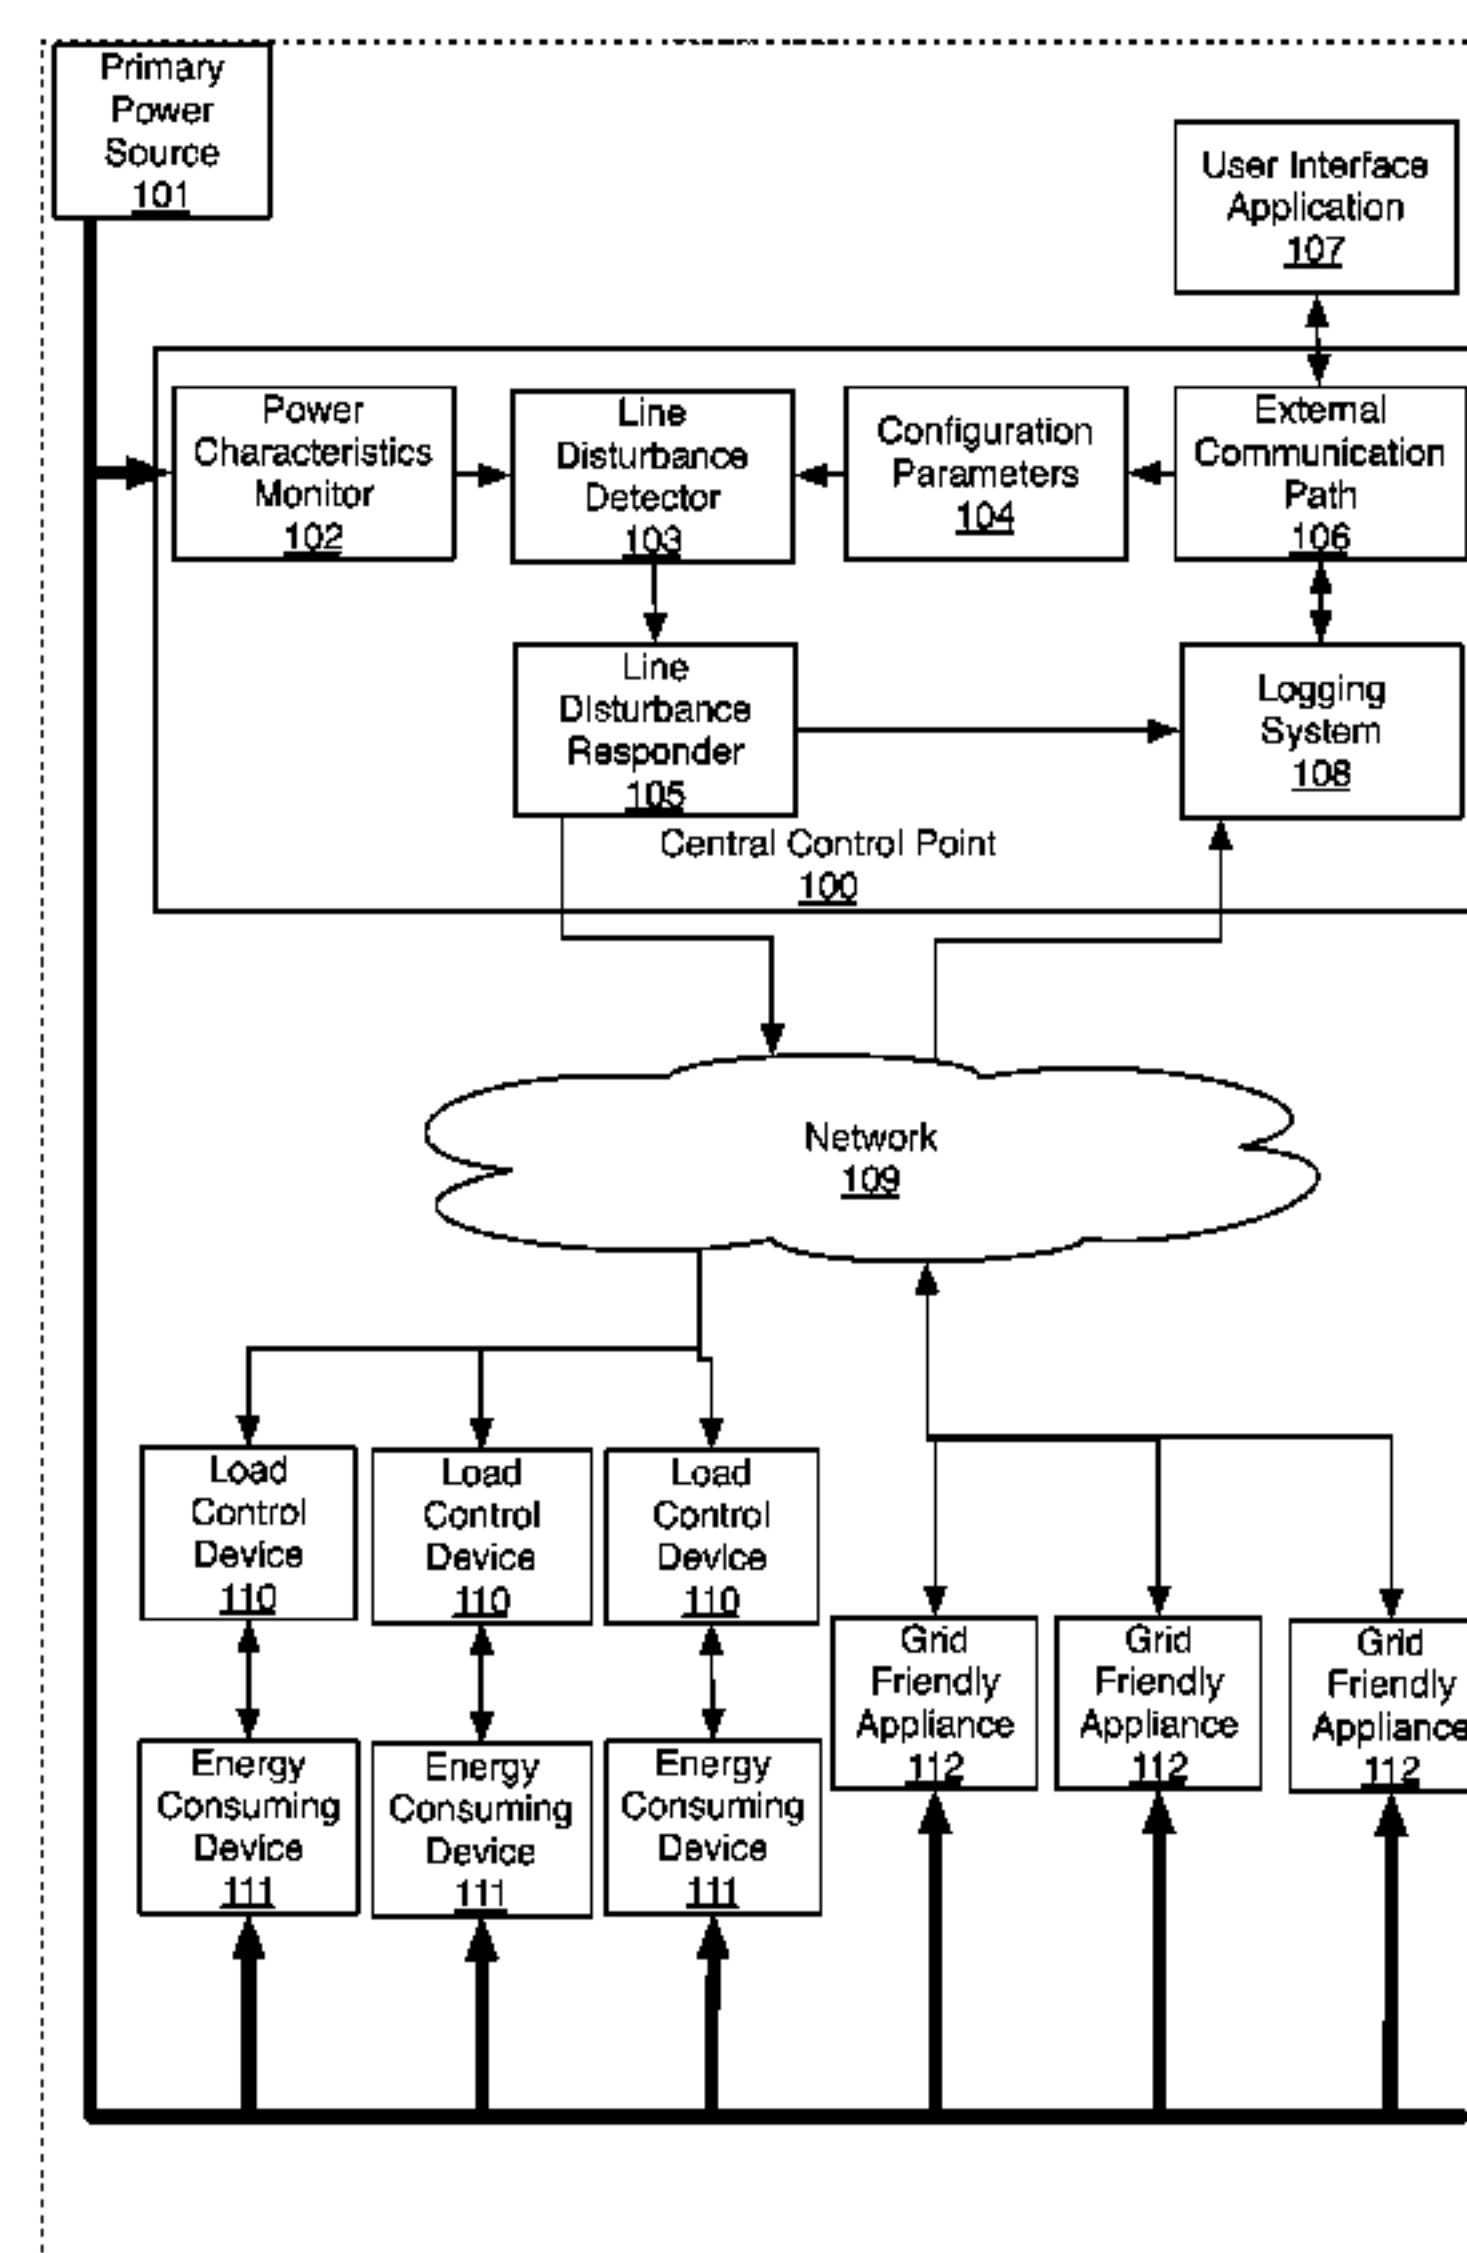 Primary
Power
Source
101
User Interface
Application
107
Power
Characteristics
Monitor
102
Line
Disturbance
Detector
103
Configuration
Parameters
104
External
Communication
Path
106
Line
Disturbance
Responder
105
Logging
System
108
Central Control Point
100
Network
109
Load
Control
Device
110
Load
Control
Device
110
Load
Control
Device
110
Grid
Friendly
Appliance
112
Grid
Friendly
Appliance
112
Grid
Friendly
Appliance
112
Energy
Consuming
Device
111
Energy
Consuming
Device
111
Energy
Consuming
Device
111